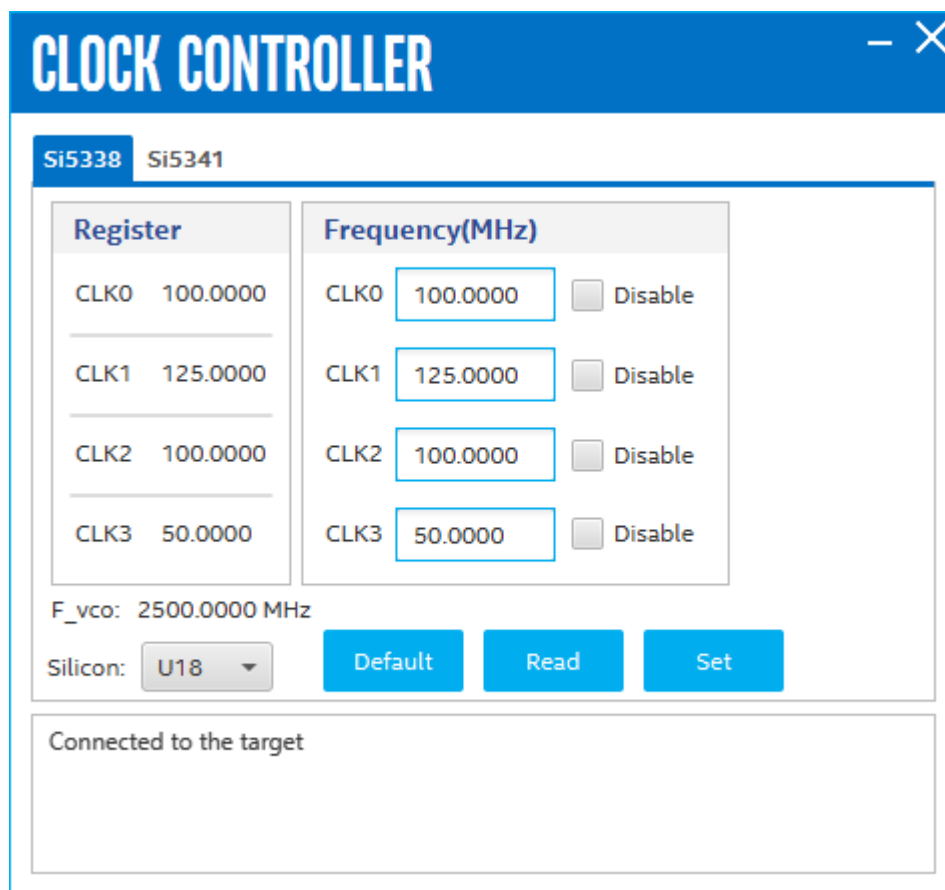 CLOCK CONTROLLER
Si5338 Si5341
Register Frequency(MHz)
CLK0 100.0000 CLK0 100.0000 Disable
CLK1 125.0000 CLK1 125.0000 Disable
CLK2 100.0000 CLK2 100.0000 Disable
CLK3 50.0000 CLK3 50.0000 Disable
F_vco: 2500.0000 MHz
Silicon: U18 Default Read Set
Connected to the target